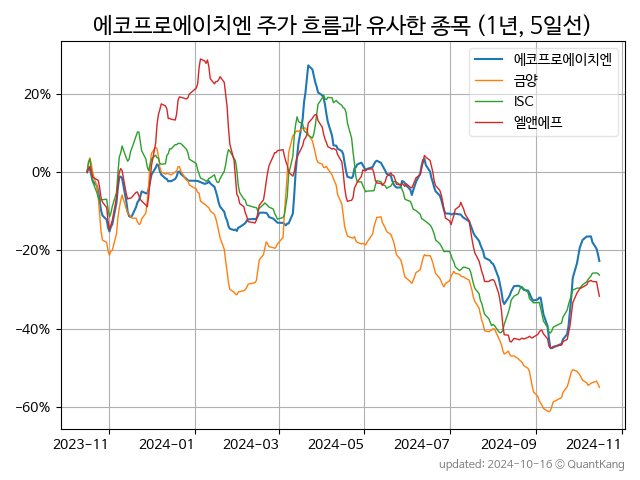 에코프로에이치엔 주가 흐름과 유사한 종목 (1년, 5일선)
에코프로에이치엔
금양
ISC
엘앤에프
20%
0%
−20%
−40%
−60%
2023-11 2024-01 2024-03 2024-05 2024-07 2024-09 2024-11
updated: 2024-10-16 © QuantKang